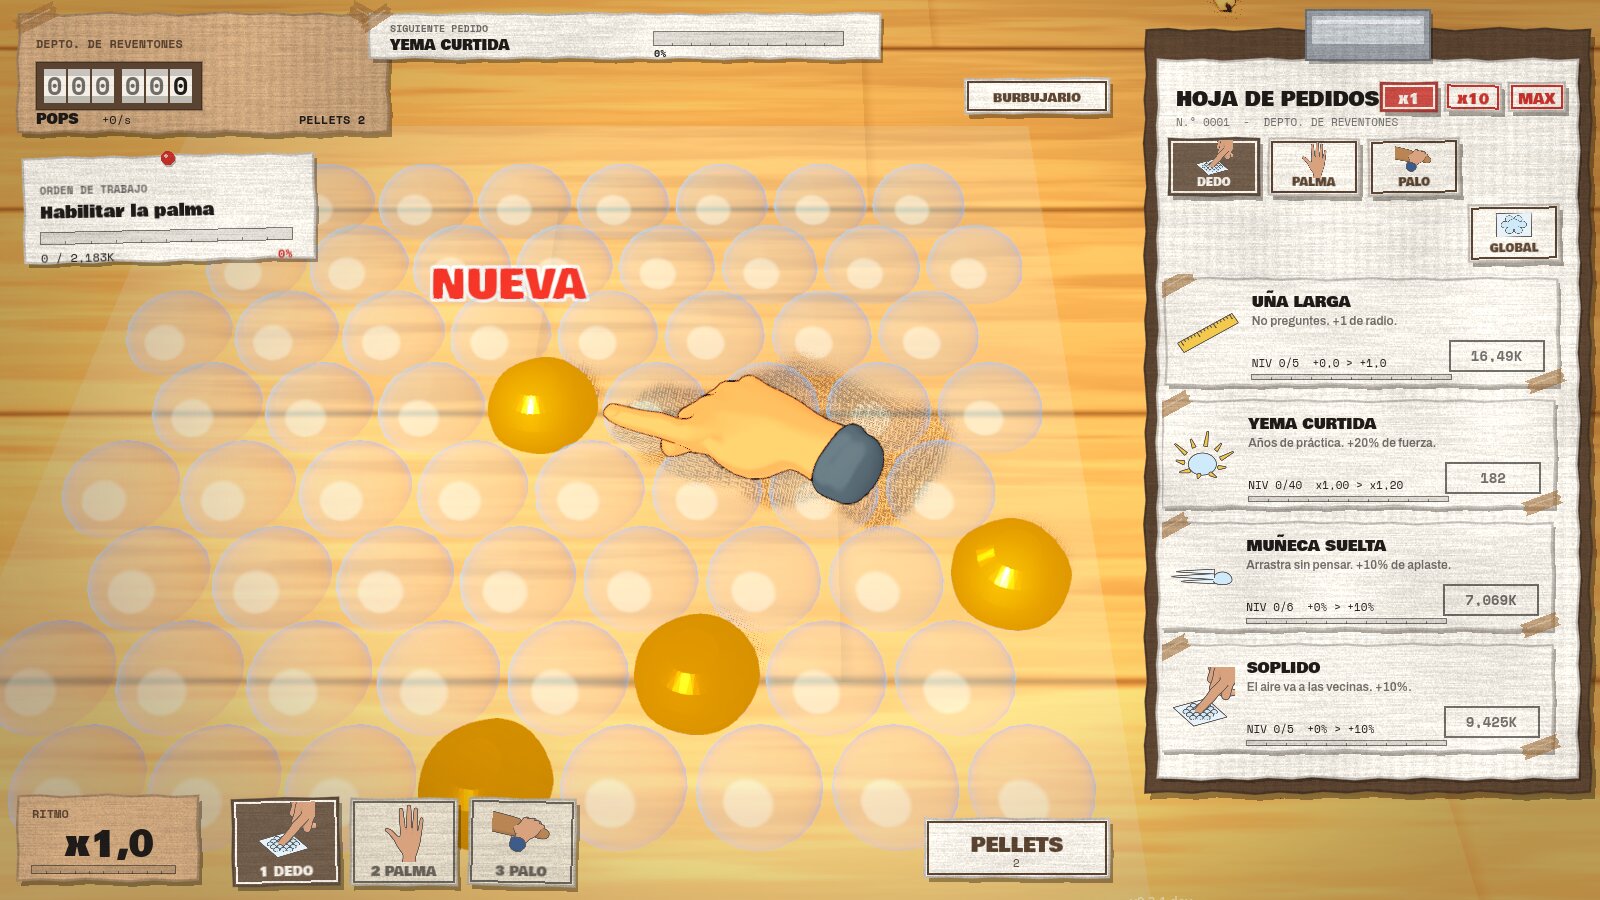 DEPTO. DE REVENTONES
000 000
POPS +0/s PELLETS 2
SIGUIENTE PEDIDO
YEMA CURTIDA
0%
BURBUJARIO
ORDEN DE TRABAJO
Habilitar la palma
0 / 2,183K 0%
NUEVA
HOJA DE PEDIDOS x1 x10 MAX
N.° 0001 - DEPTO. DE REVENTONES
DEDO PALMA PALO
GLOBAL
UÑA LARGA
No preguntes. +1 de radio.
NIV 0/5 +0,0 > +1,0
16,49K
YEMA CURTIDA
Años de práctica. +20% de fuerza.
NIV 0/40 x1,00 > x1,20
182
MUÑECA SUELTA
Arrastra sin pensar. +10% de aplaste.
NIV 0/6 +0% > +10%
7,069K
SOPLIDO
El aire va a las vecinas. +10%.
NIV 0/5 +0% > +10%
9,425K
RITMO
x1,0
1 DEDO 2 PALMA 3 PALO
PELLETS
2